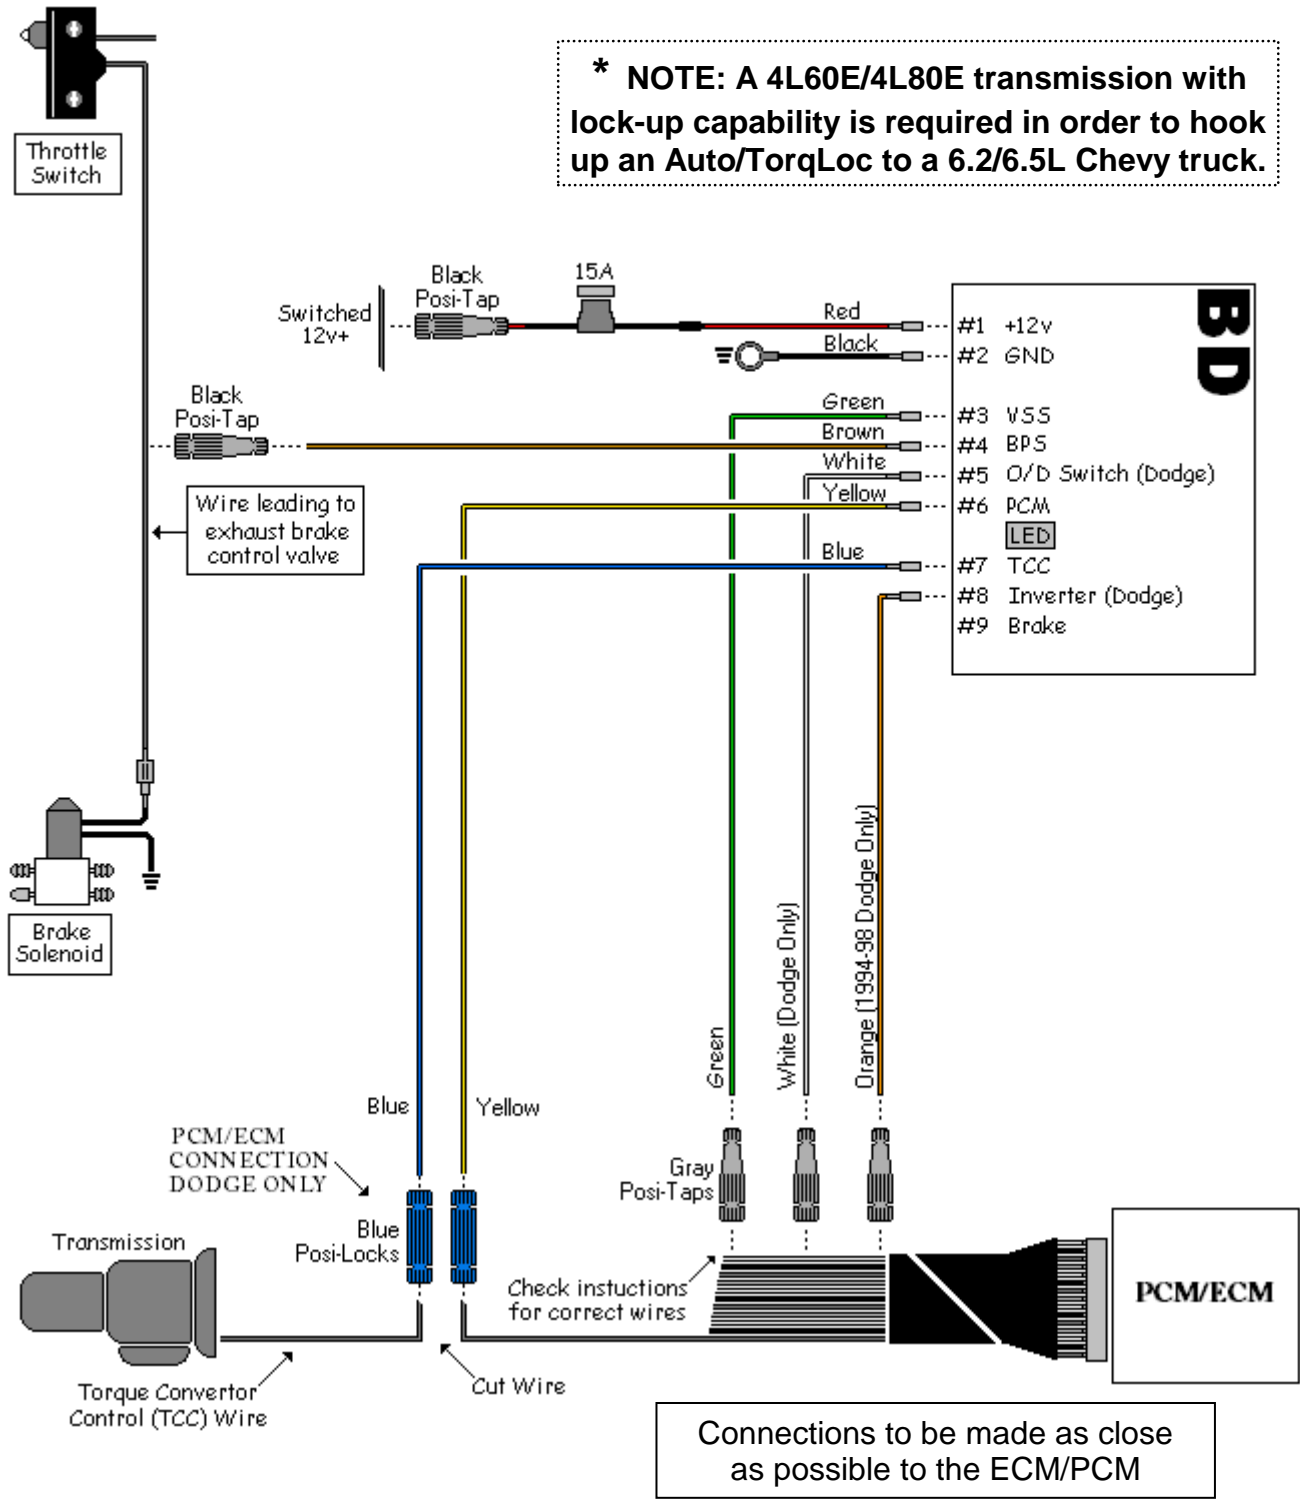 * NOTE: A 4L60E/4L80E transmission with
lock-up capability is required in order to hook
up an Auto/TorqLoc to a 6.2/6.5L Chevy truck.
Throttle
Switch
Black
Posi-Tap
15A
Switched
12v+
Red
Black
#1 +12v
#2 GND
BD
Black
Posi-Tap
Green
Brown
White
Yellow
Blue
#3 VSS
#4 BPS
#5 O/D Switch (Dodge)
#6 PCM
LED
#7 TCC
#8 Inverter (Dodge)
#9 Brake
Wire leading to
exhaust brake
control valve
Brake
Solenoid
Green
White (Dodge Only)
Orange (1994-98 Dodge Only)
Blue
Yellow
PCM/ECM
CONNECTION
DODGE ONLY
Gray
Posi-Taps
Blue
Posi-Locks
Transmission
Check instuctions
for correct wires
PCM/ECM
Torque Convertor
Control (TCC) Wire
Cut Wire
Connections to be made as close
as possible to the ECM/PCM